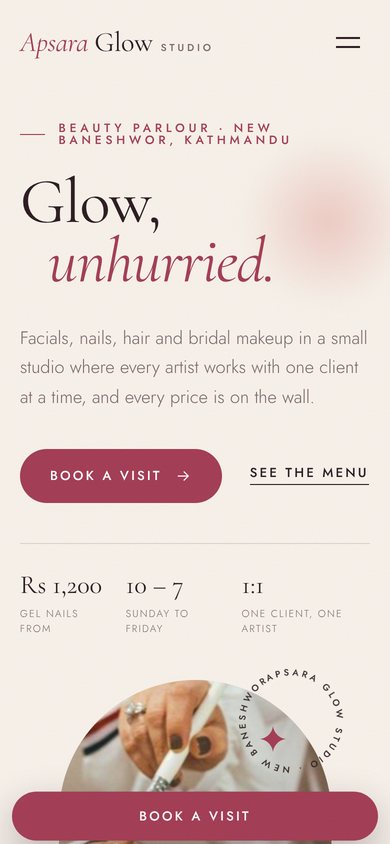 Apsara Glow STUDIO
BEAUTY PARLOUR · NEW
BANESHWOR, KATHMANDU
Glow,
unhurried.
Facials, nails, hair and bridal makeup in a small
studio where every artist works with one client
at a time, and every price is on the wall.
BOOK A VISIT →
SEE THE MENU
Rs 1,200
GEL NAILS
FROM
10 – 7
SUNDAY TO
FRIDAY
1:1
ONE CLIENT, ONE
ARTIST
APSARA GLOW STUDIO · NEW BANESHWOR
BOOK A VISIT